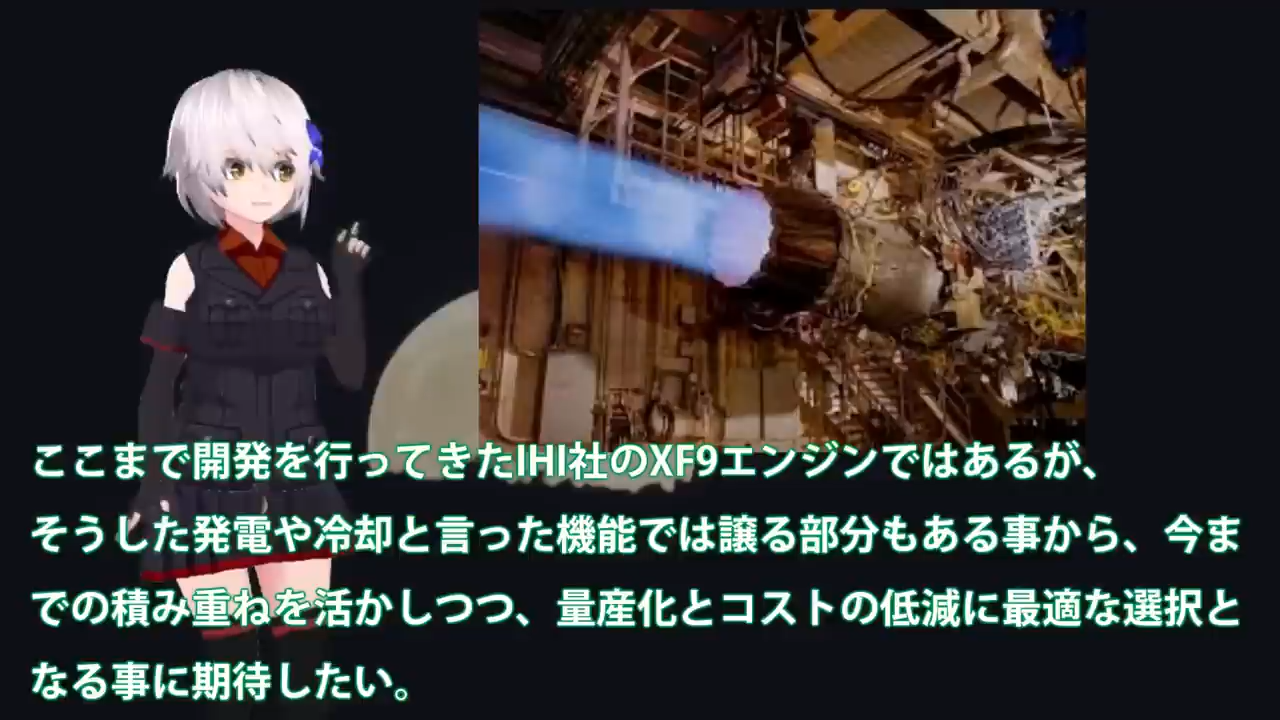 ここまで開発を行ってきたIHI社のXF9エンジンではあるが、
そうした発電や冷却と言った機能では譲る部分もある事から、今ま
での積み重ねを活かしつつ、量産化とコストの低減に最適な選択と
なる事に期待したい。